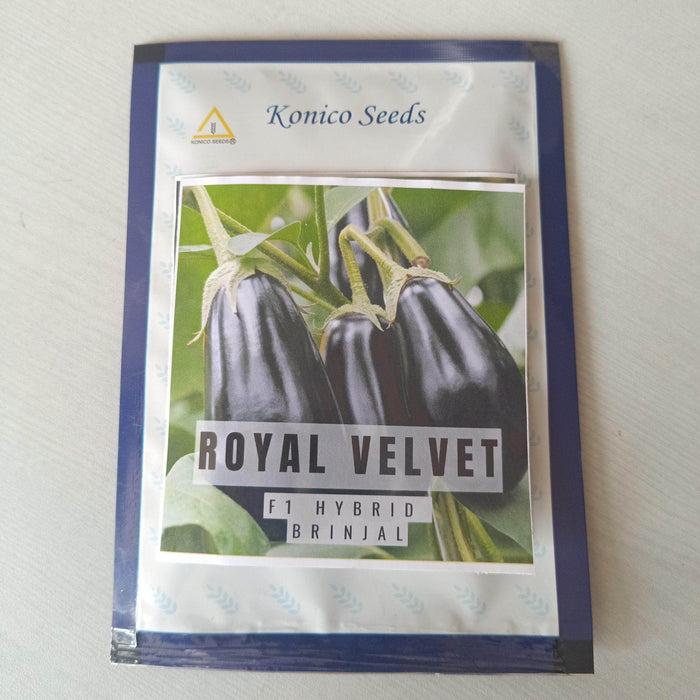 Konico Seeds
KONICO SEEDS®
ROYAL VELVET
F1 HYBRID
BRINJAL